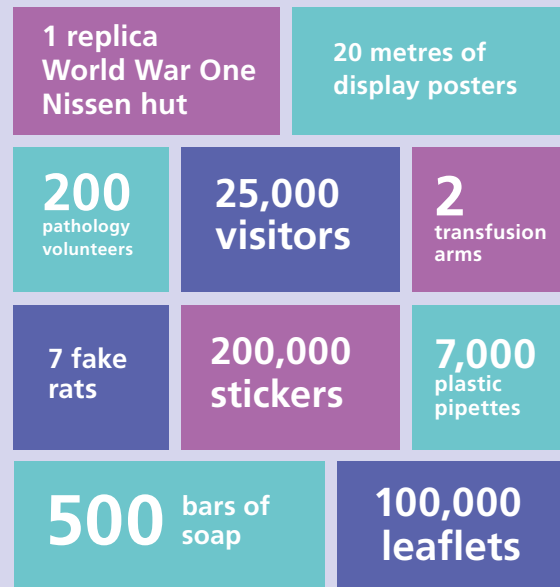 1 replica
World War One
Nissen hut
20 metres of
display posters
200
pathology
volunteers
25,000
visitors
2
transfusion
arms
7 fake
rats
200,000
stickers
7,000
plastic
pipettes
500
bars of
soap
100,000
leaflets